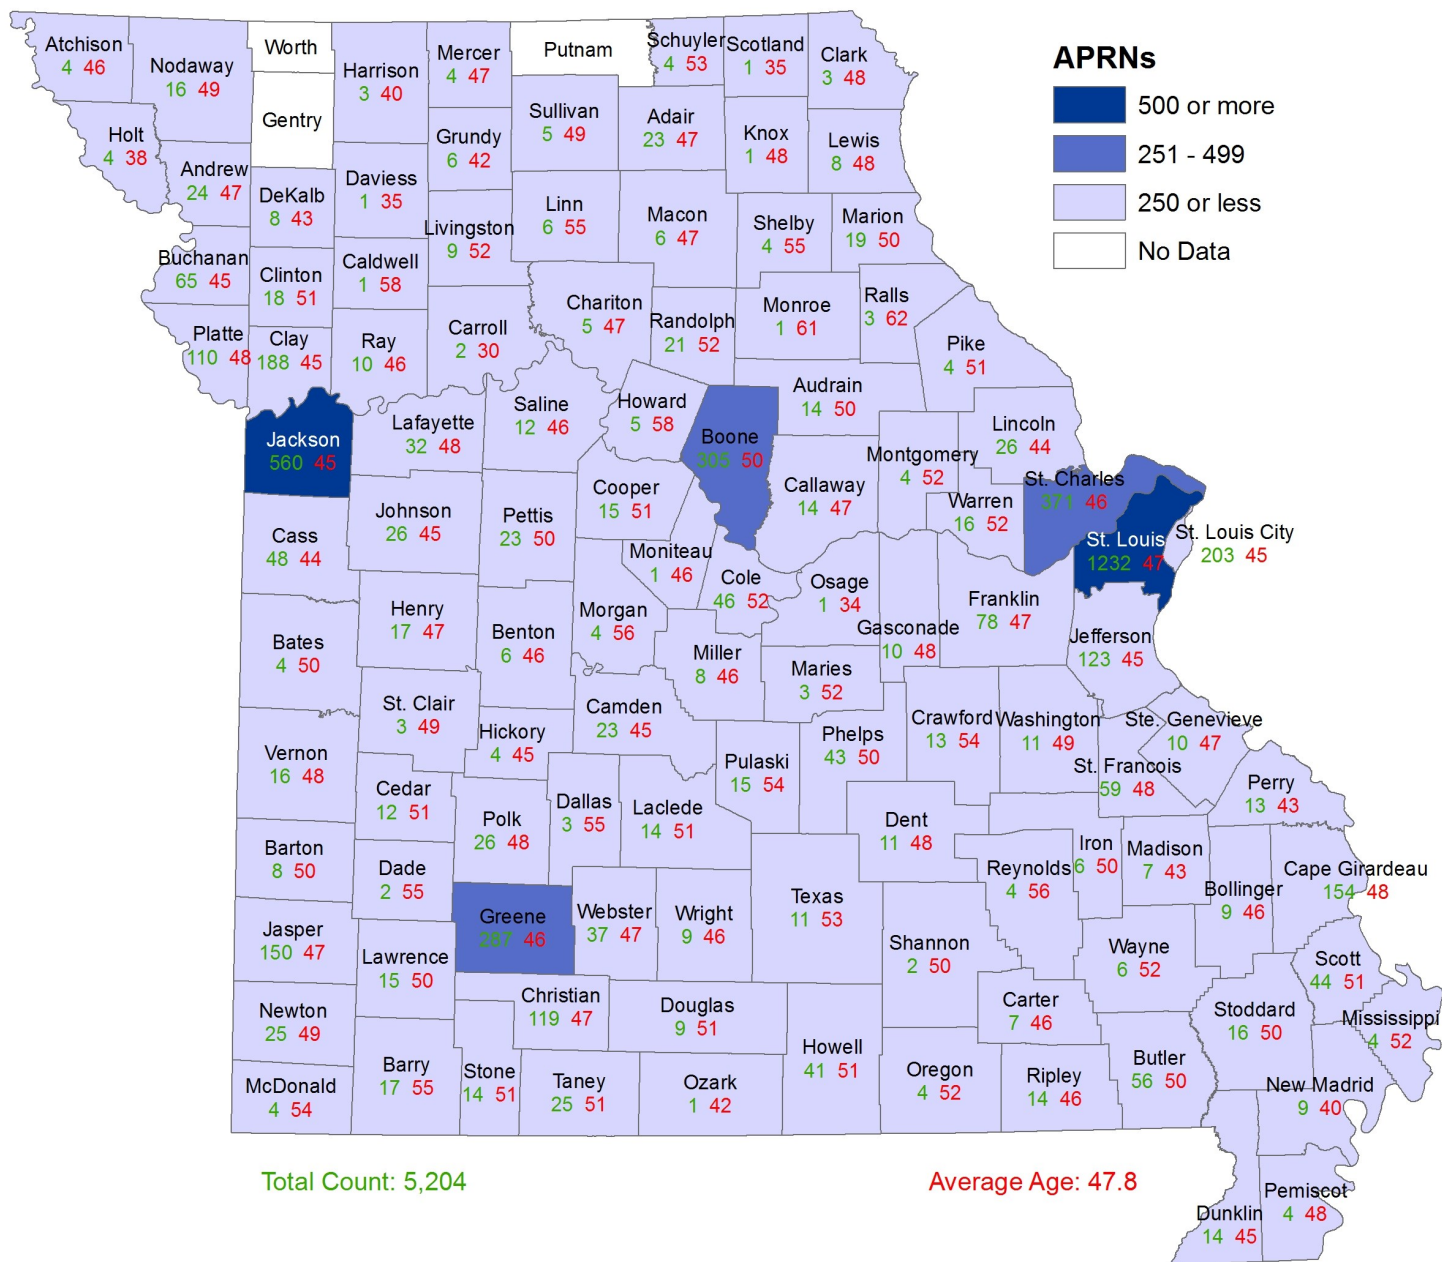 APRNs
500 or more
251 - 499
250 or less
No Data
Atchison
4 46
Nodaway
16 49
Worth
Gentry
Harrison
3 40
Mercer
4 47
Putnam
Schuyler
4 53
Scotland
1 35
Clark
3 48
Holt
4 38
Andrew
24 47
DeKalb
8 43
Daviess
1 35
Grundy
6 42
Sullivan
5 49
Adair
23 47
Knox
1 48
Lewis
8 48
Livingston
9 52
Linn
6 55
Macon
6 47
Shelby
4 55
Marion
19 50
Buchanan
65 45
Clinton
18 51
Caldwell
1 58
Platte
110 48
Clay
188 45
Ray
10 46
Carroll
2 30
Chariton
5 47
Randolph
21 52
Monroe
1 61
Ralls
3 62
Pike
4 51
Jackson
560 45
Lafayette
32 48
Saline
12 46
Howard
5 58
Boone
305 50
Audrain
14 50
Callaway
14 47
Montgomery
4 52
Lincoln
26 44
Warren
16 52
St. Charles
371 46
St. Louis
1232 47
St. Louis City
203 45
Cass
48 44
Johnson
26 45
Pettis
23 50
Cooper
15 51
Moniteau
1 46
Cole
46 52
Osage
1 34
Gasconade
10 48
Franklin
78 47
Jefferson
123 45
Bates
4 50
Henry
17 47
Benton
6 46
Morgan
4 56
Miller
8 46
Maries
3 52
St. Clair
3 49
Hickory
4 45
Camden
23 45
Pulaski
15 54
Phelps
43 50
Crawford
13 54
Washington
11 49
Ste. Genevieve
10 47
St. Francois
59 48
Perry
13 43
Vernon
16 48
Cedar
12 51
Polk
26 48
Dallas
3 55
Laclede
14 51
Dent
11 48
Reynolds
4 56
Iron
6 50
Madison
7 43
Bollinger
9 46
Cape Girardeau
154 48
Barton
8 50
Dade
2 55
Greene
287 46
Webster
37 47
Wright
9 46
Texas
11 53
Shannon
2 50
Wayne
6 52
Scott
44 51
Jasper
150 47
Lawrence
15 50
Christian
119 47
Douglas
9 51
Carter
7 46
Stoddard
16 50
Mississippi
4 52
Newton
25 49
Barry
17 55
Stone
14 51
Taney
25 51
Ozark
1 42
Howell
41 51
Oregon
4 52
Ripley
14 46
Butler
56 50
New Madrid
9 40
McDonald
4 54
Pemiscot
4 48
Dunklin
14 45
Total Count: 5,204
Average Age: 47.8